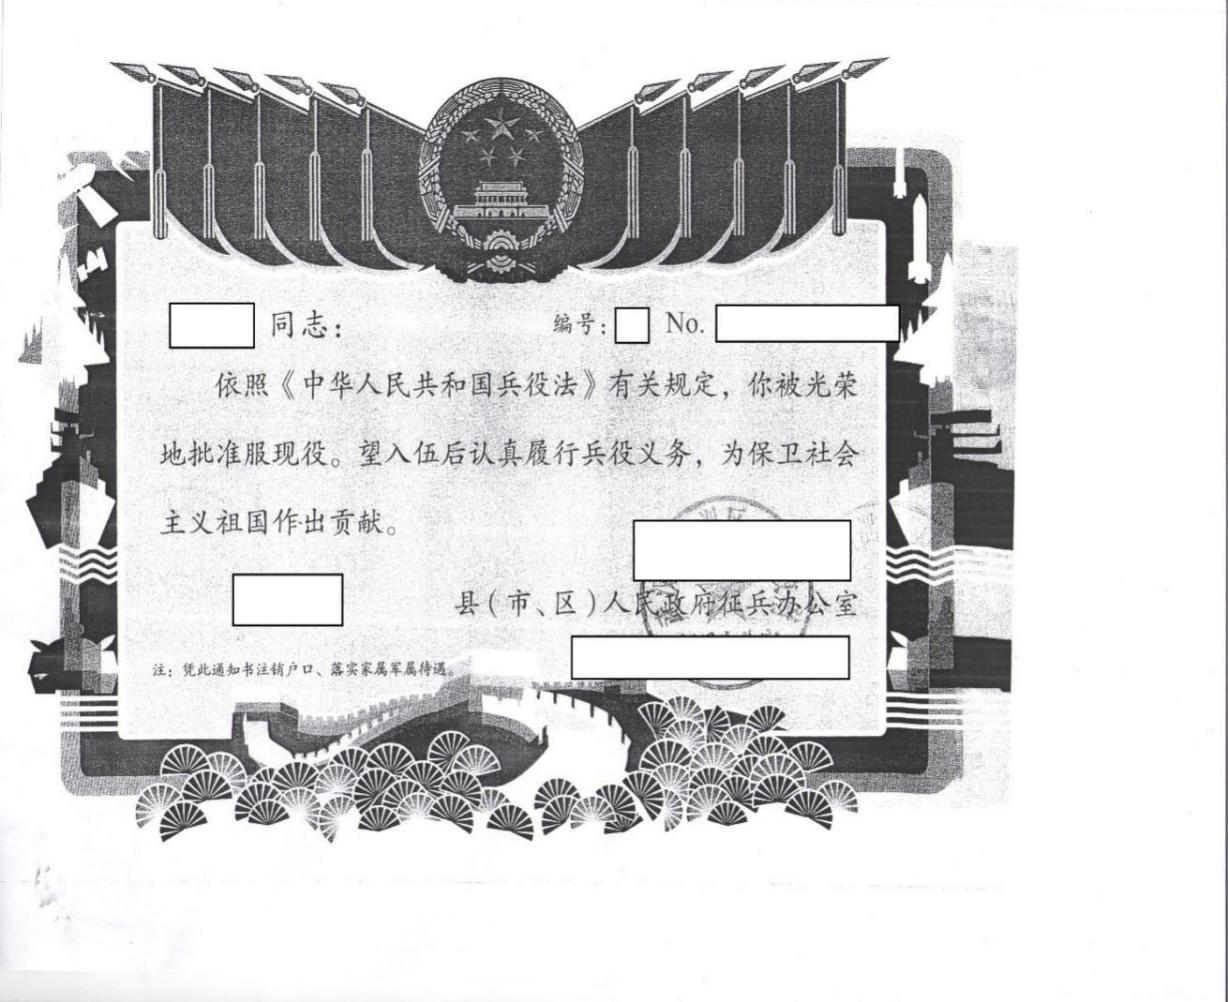 同志： 编号： No.
依照《中华人民共和国兵役法》有关规定，你被光荣
地批准服现役。望入伍后认真履行兵役义务，为保卫社会
主义祖国作出贡献。
县（市、区）人民政府征兵办公室
注：凭此通知书注销户口、落实家属军属待遇。